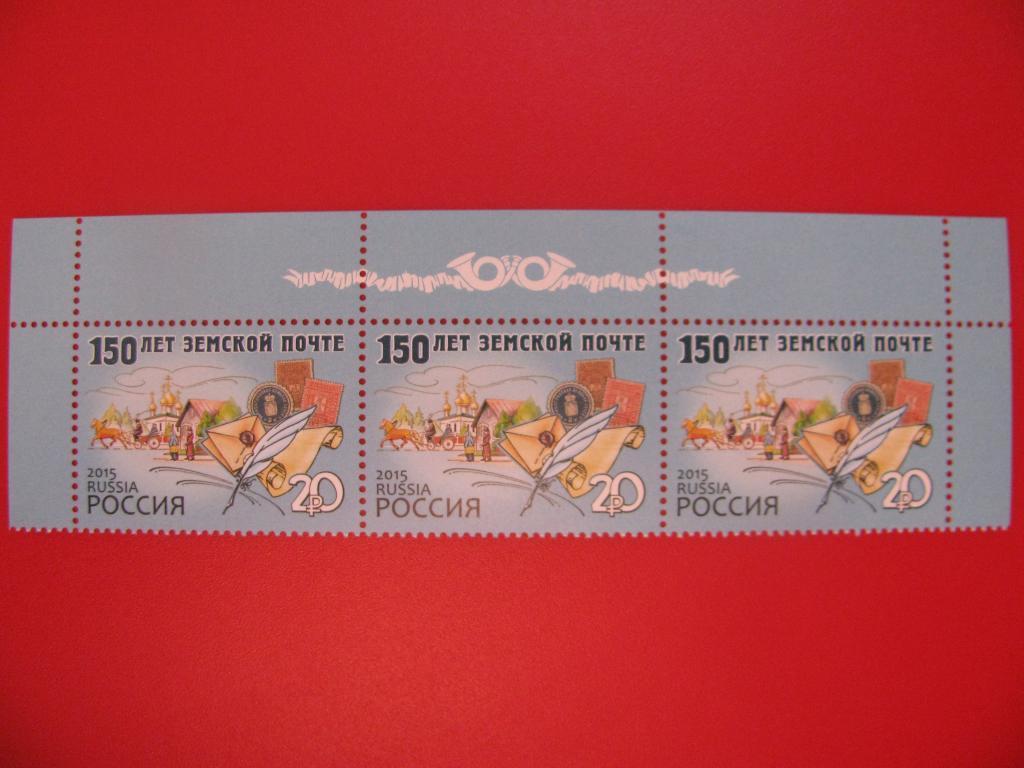 150 ЛЕТ ЗЕМСКОЙ ПОЧТЕ
2015
RUSSIA
РОССИЯ
20₽
150 ЛЕТ ЗЕМСКОЙ ПОЧТЕ
2015
RUSSIA
РОССИЯ
20₽
150 ЛЕТ ЗЕМСКОЙ ПОЧТЕ
2015
RUSSIA
РОССИЯ
20₽